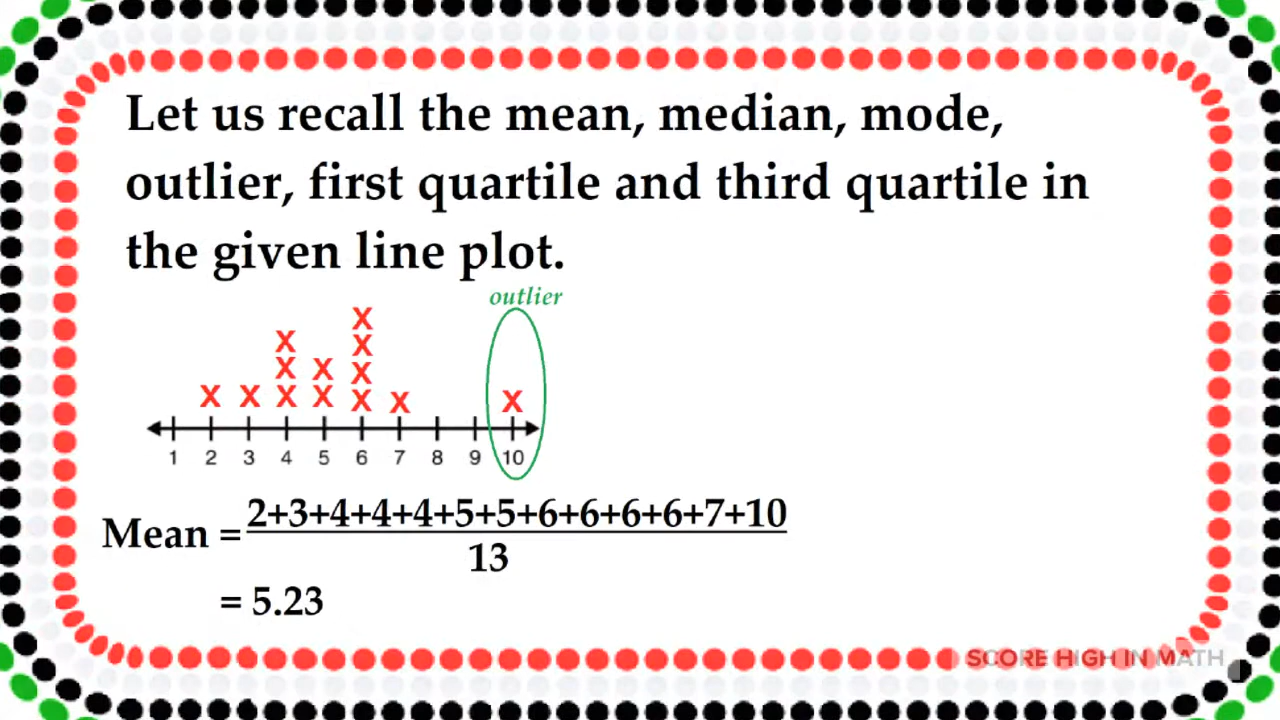 Let us recall the mean, median, mode,
outlier, first quartile and third quartile in
the given line plot.
outlier
X
X X
X X X
X X X X X X X
1 2 3 4 5 6 7 8 9 10
Mean = 2+3+4+4+4+5+5+6+6+6+6+7+10
13
= 5.23
SCORE HIGH IN MATH